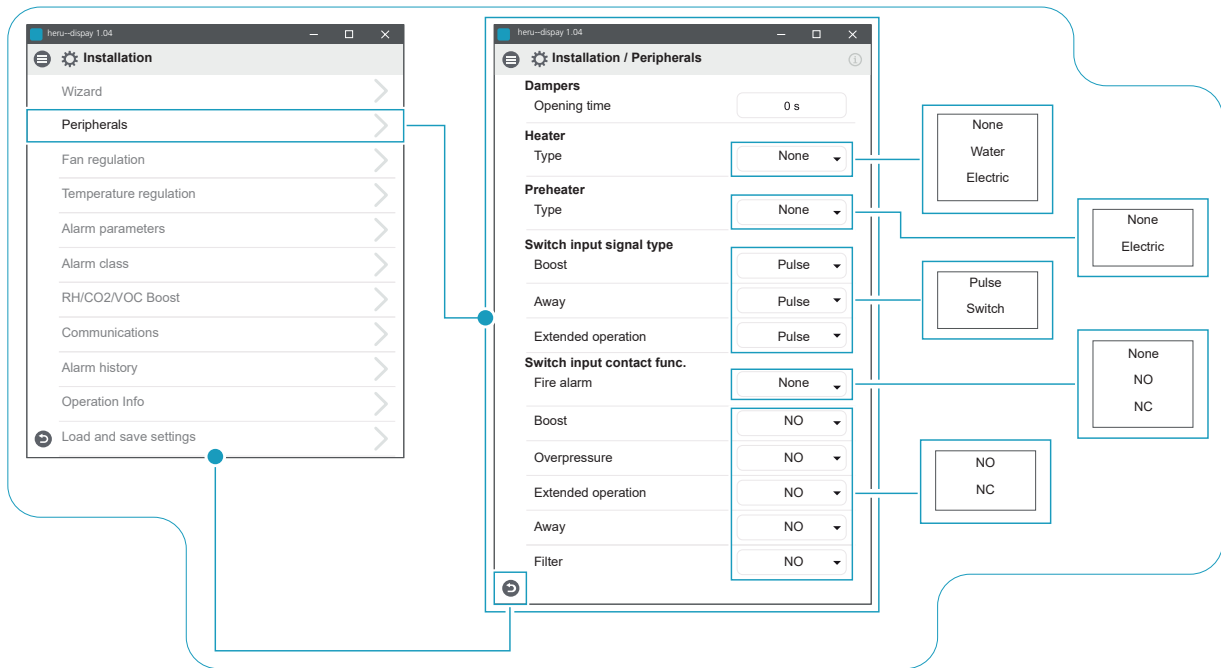 heru--dispay 1.04
Installation
Wizard
Peripherals
Fan regulation
Temperature regulation
Alarm parameters
Alarm class
RH/CO2/VOC Boost
Communications
Alarm history
Operation Info
Load and save settings
heru--dispay 1.04
Installation / Peripherals
Dampers
Opening time 0 s
Heater
Type None
Preheater
Type None
Switch input signal type
Boost Pulse
Away Pulse
Extended operation Pulse
Switch input contact func.
Fire alarm None
Boost NO
Overpressure NO
Extended operation NO
Away NO
Filter NO
None
Water
Electric
None
Electric
Pulse
Switch
None
NO
NC
NO
NC